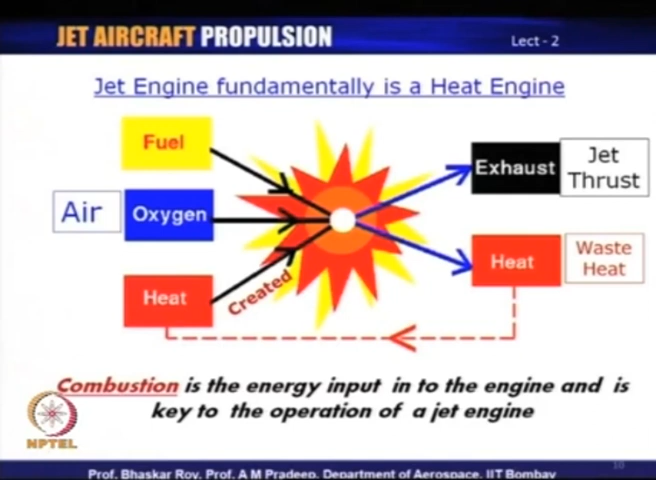 JET AIRCRAFT PROPULSION
Lect - 2
Jet Engine fundamentally is a Heat Engine
Fuel
Air
Oxygen
Heat
Created
Exhaust
Jet
Thrust
Heat
Waste
Heat
Combustion is the energy input in to the engine and is
key to the operation of a jet engine
NPTEL
10
Prof. Bhaskar Roy, Prof. A M Pradeep, Department of Aerospace, IIT Bombay